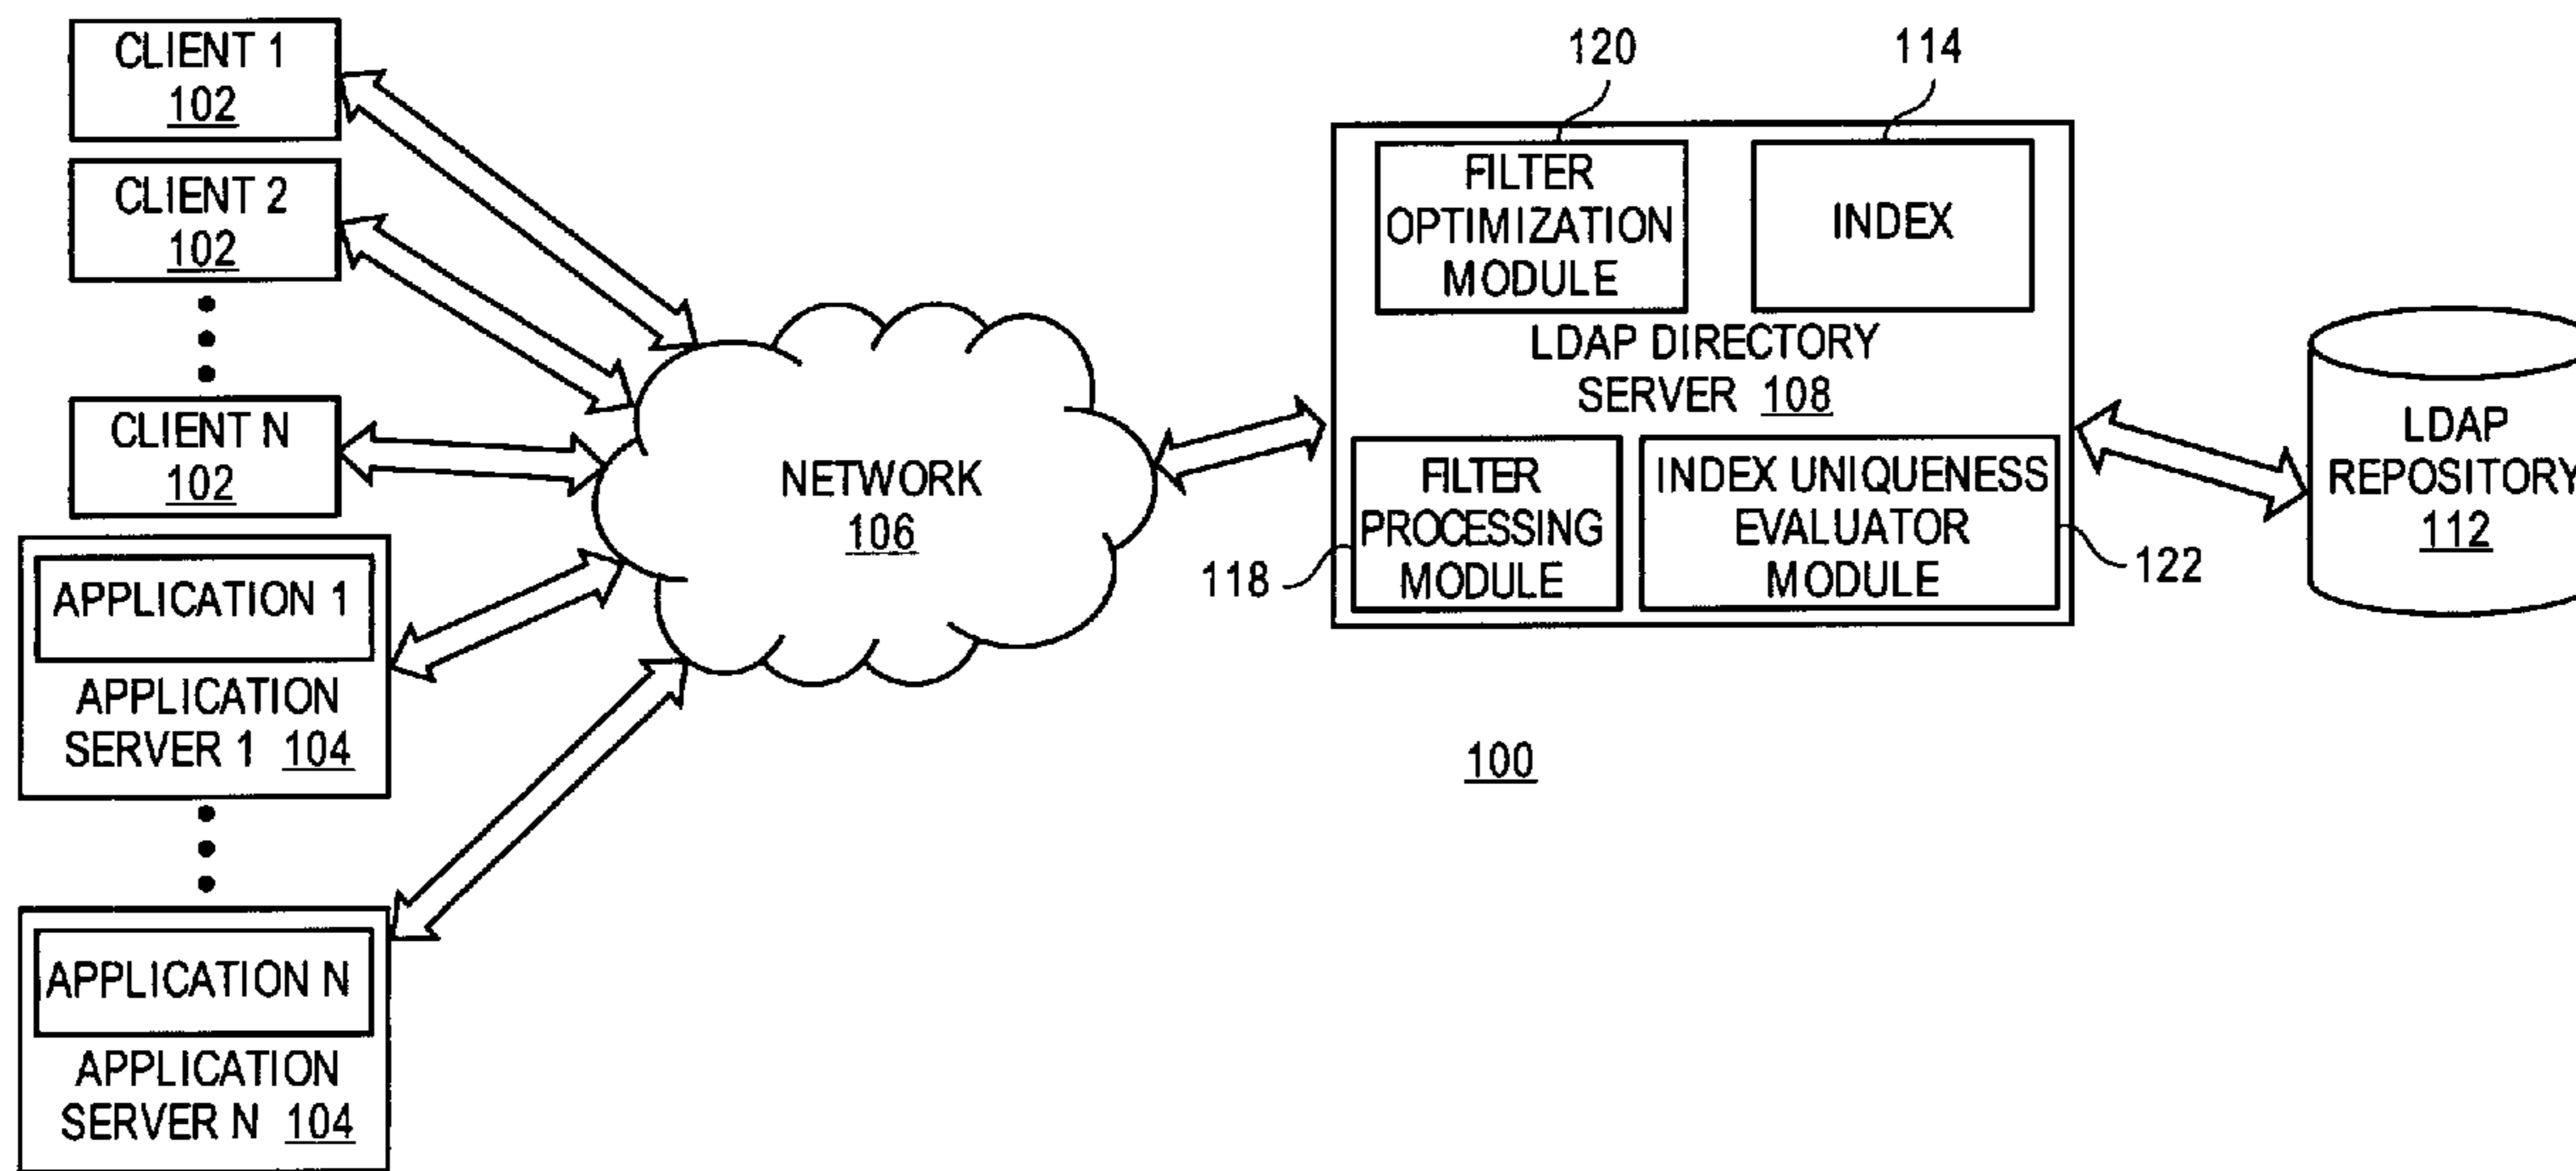 CLIENT 1
102
CLIENT 2
102
CLIENT N
102
APPLICATION 1
APPLICATION
SERVER 1 104
APPLICATION N
APPLICATION
SERVER N 104
NETWORK
106
120
114
FILTER
OPTIMIZATION
MODULE
INDEX
LDAP DIRECTORY
SERVER 108
FILTER
PROCESSING
MODULE
INDEX UNIQUENESS
EVALUATOR
MODULE
118
122
LDAP
REPOSITORY
112
100